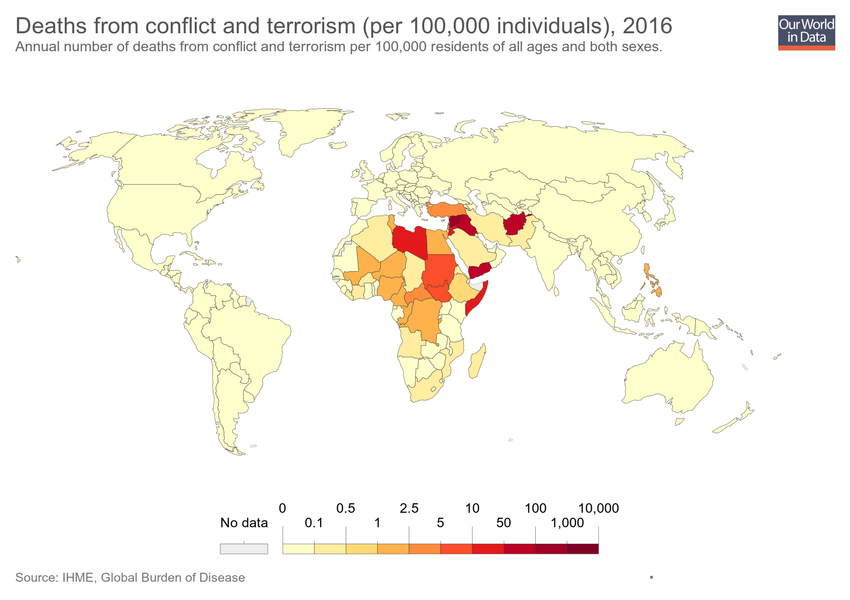 Deaths from conflict and terrorism (per 100,000 individuals), 2016
Annual number of deaths from conflict and terrorism per 100,000 residents of all ages and both sexes.
Our World
in Data
0 0.5 2.5 10 100 10,000
No data 0.1 1 5 50 1,000
Source: IHME, Global Burden of Disease